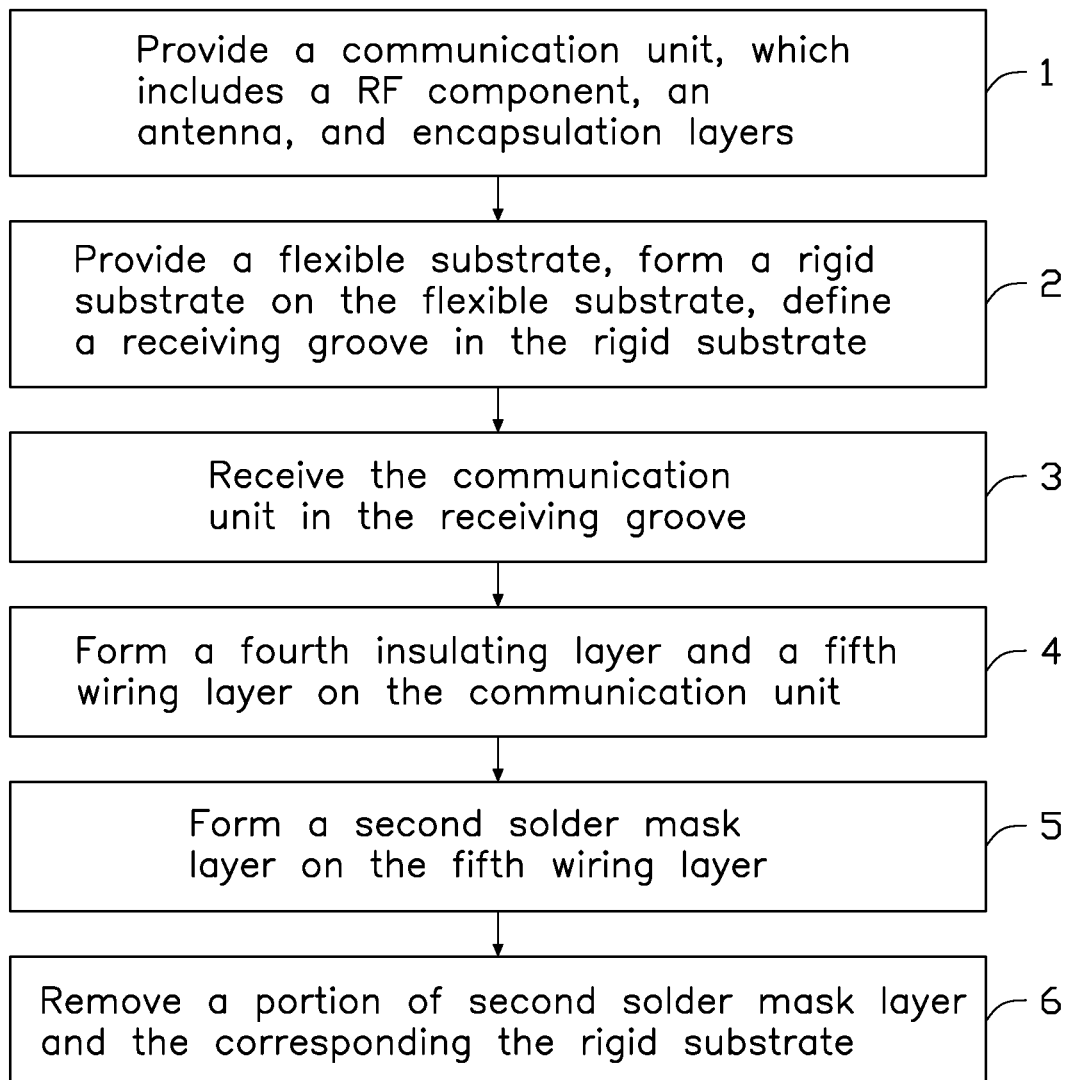 Provide a communication unit, which
includes a RF component, an
antenna, and encapsulation layers
1
Provide a flexible substrate, form a rigid
substrate on the flexible substrate, define
a receiving groove in the rigid substrate
2
Receive the communication
unit in the receiving groove
3
Form a fourth insulating layer and a fifth
wiring layer on the communication unit
4
Form a second solder mask
layer on the fifth wiring layer
5
Remove a portion of second solder mask layer
and the corresponding the rigid substrate
6